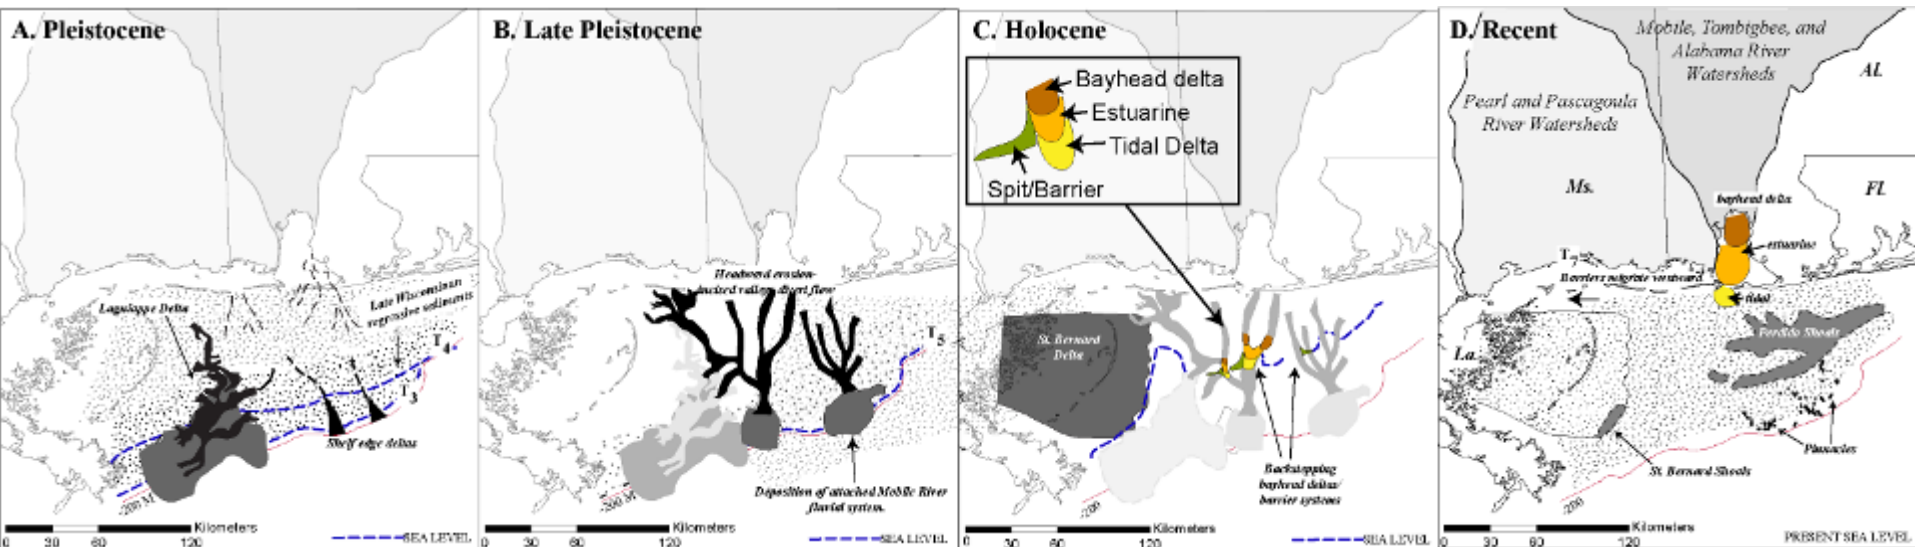 A. Pleistocene
Lagniappe Delta
Late Wisconsinan
regressive sediments
T4
T3
Shelf edge deltas
-200 M
Kilometers
0 30 60 120
SEA LEVEL
B. Late Pleistocene
Headward erosion-
incised valleys divert flow
T5
-200 M
Deposition of attached Mobile River
fluvial system.
Kilometers
0 30 60 120
SEA LEVEL
C. Holocene
Bayhead delta
Estuarine
Tidal Delta
Spit/Barrier
St. Bernard
Delta
Backstepping
bayhead deltas/
barrier systems
-200
Kilometers
0 30 60 120
SEA LEVEL
D. Recent
Mobile, Tombigbee, and
Alabama River
Watersheds
AL
Pearl and Pascagoula
River Watersheds
Ms.
FL
bayhead delta
estuarine
T7
Barriers migrate westward
tidal
Perdido Shoals
La.
Pinnacles
St. Bernard Shoals
-200
Kilometers
0 30 60 120
PRESENT SEA LEVEL